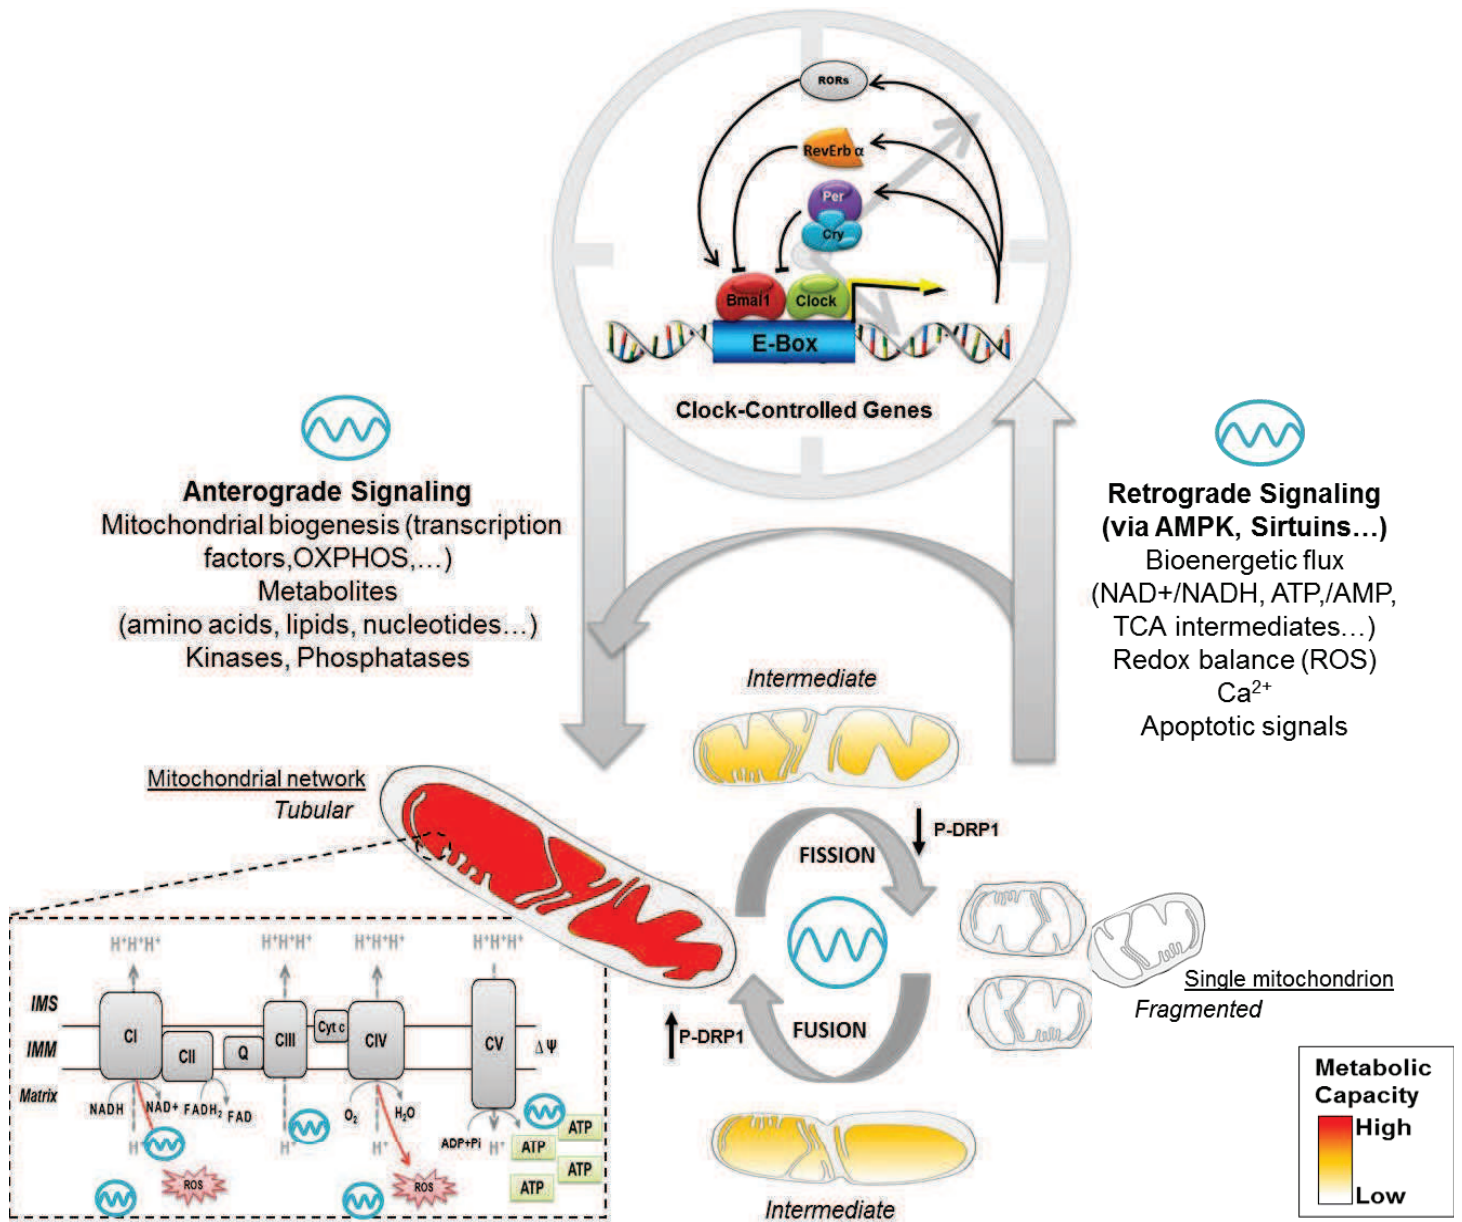 RORs
RevErb α
Per
Cry
Bmal1
Clock
E-Box
Clock-Controlled Genes
Anterograde Signaling
Mitochondrial biogenesis (transcription
factors,OXPHOS,...)
Metabolites
(amino acids, lipids, nucleotides...)
Kinases, Phosphatases
Retrograde Signaling
(via AMPK, Sirtuins...)
Bioenergetic flux
(NAD+/NADH, ATP,/AMP,
TCA intermediates...)
Redox balance (ROS)
Ca²⁺
Apoptotic signals
Intermediate
Mitochondrial network
Tubular
P-DRP1
FISSION
FUSION
P-DRP1
Single mitochondrion
Fragmented
Intermediate
H⁺H⁺H⁺
H⁺H⁺H⁺
H⁺H⁺H⁺
H⁺H⁺H⁺
IMS
IMM
Matrix
CI
CII
Q
CIII
Cyt c
CIV
CV
Δ Ψ
NADH
NAD+
FADH₂
FAD
O₂
H₂O
ADP+Pi
H⁺
H⁺
H⁺
H⁺
ATP
ATP
ATP
ATP
ROS
ROS
Metabolic
Capacity
High
Low